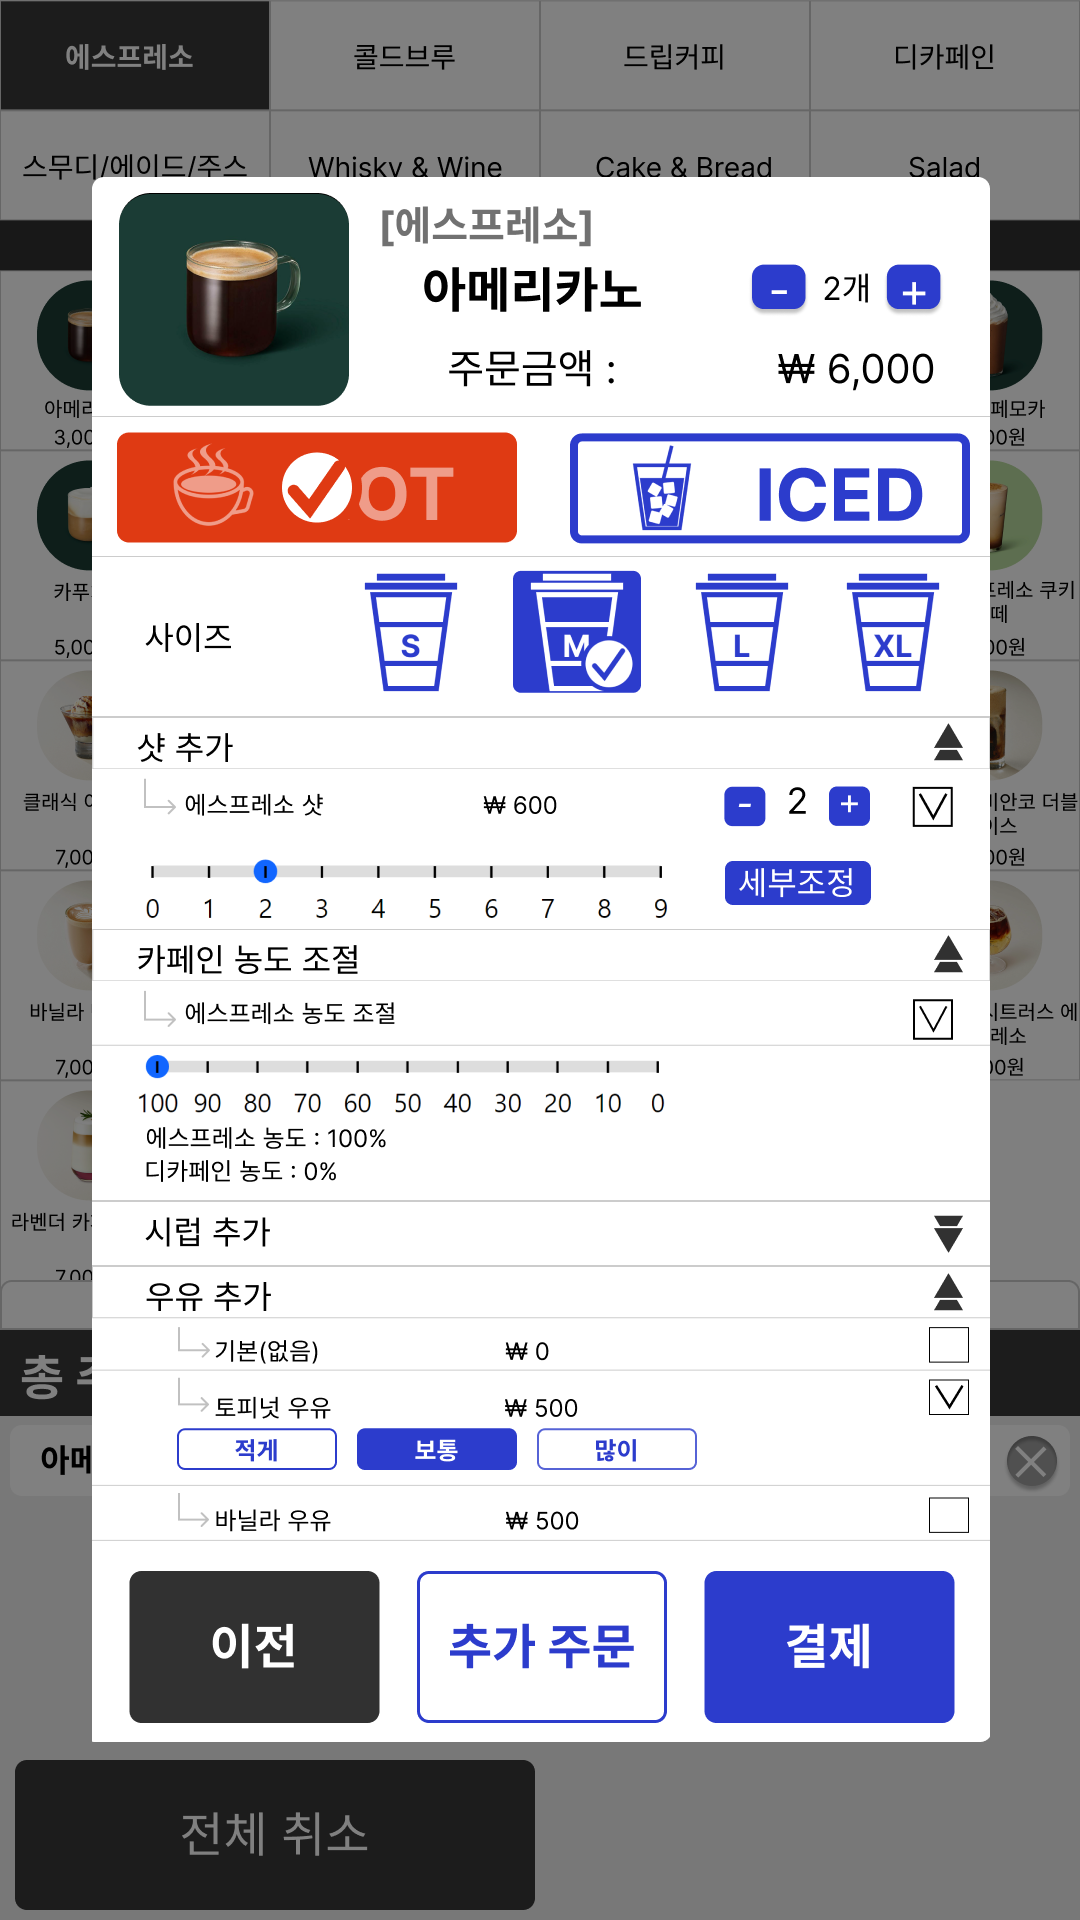 에스프레소 콜드브루 드립커피 디카페인
스무디/에이드/주스 Whisky & Wine Cake & Bread Salad
[에스프레소]
아메리카노
- 2개 +
주문금액 : ₩ 6,000
OT
ICED
사이즈
S M L XL
샷 추가
에스프레소 샷 ₩ 600 - 2 +
0 1 2 3 4 5 6 7 8 9
세부조정
카페인 농도 조절
에스프레소 농도 조절
100 90 80 70 60 50 40 30 20 10 0
에스프레소 농도 : 100%
디카페인 농도 : 0%
시럽 추가
우유 추가
기본(없음) ₩ 0
토피넛 우유 ₩ 500
적게 보통 많이
바닐라 우유 ₩ 500
이전 추가 주문 결제
전체 취소
아메
3,00
페모카
00원
카푸
5,00
레소 쿠키
떼
00원
클래식
7,00
비안코 더블
이스
00원
바닐라
7,00
시트러스 에
레소
00원
라벤더 카
7,00
총
아메